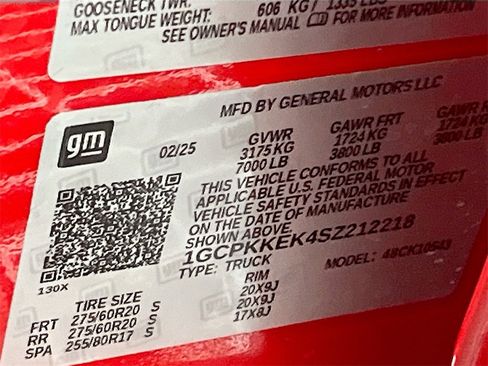 GOOSENECK TWR:
MAX TONGUE WEIGHT: 606 KG / 1335 LBS
SEE OWNER'S MANUAL FOR MORE INFORMATION
MFD BY GENERAL MOTORS LLC
gm
02/25
GVWR GAWR FRT GAWR RR
3175 KG 1724 KG 1724 KG
7000 LB 3800 LB 3800 LB
THIS VEHICLE CONFORMS TO ALL
APPLICABLE U.S. FEDERAL MOTOR
VEHICLE SAFETY STANDARDS IN EFFECT
ON THE DATE OF MANUFACTURE
SHOWN ABOVE.
1GCPKKEK4SZ212218
TYPE: TRUCK MODEL: 4BCK10543
130X
TIRE SIZE RIM
FRT 275/60R20 S 20X9J
RR 275/60R20 S 20X9J
SPA 255/80R17 S 17X8J